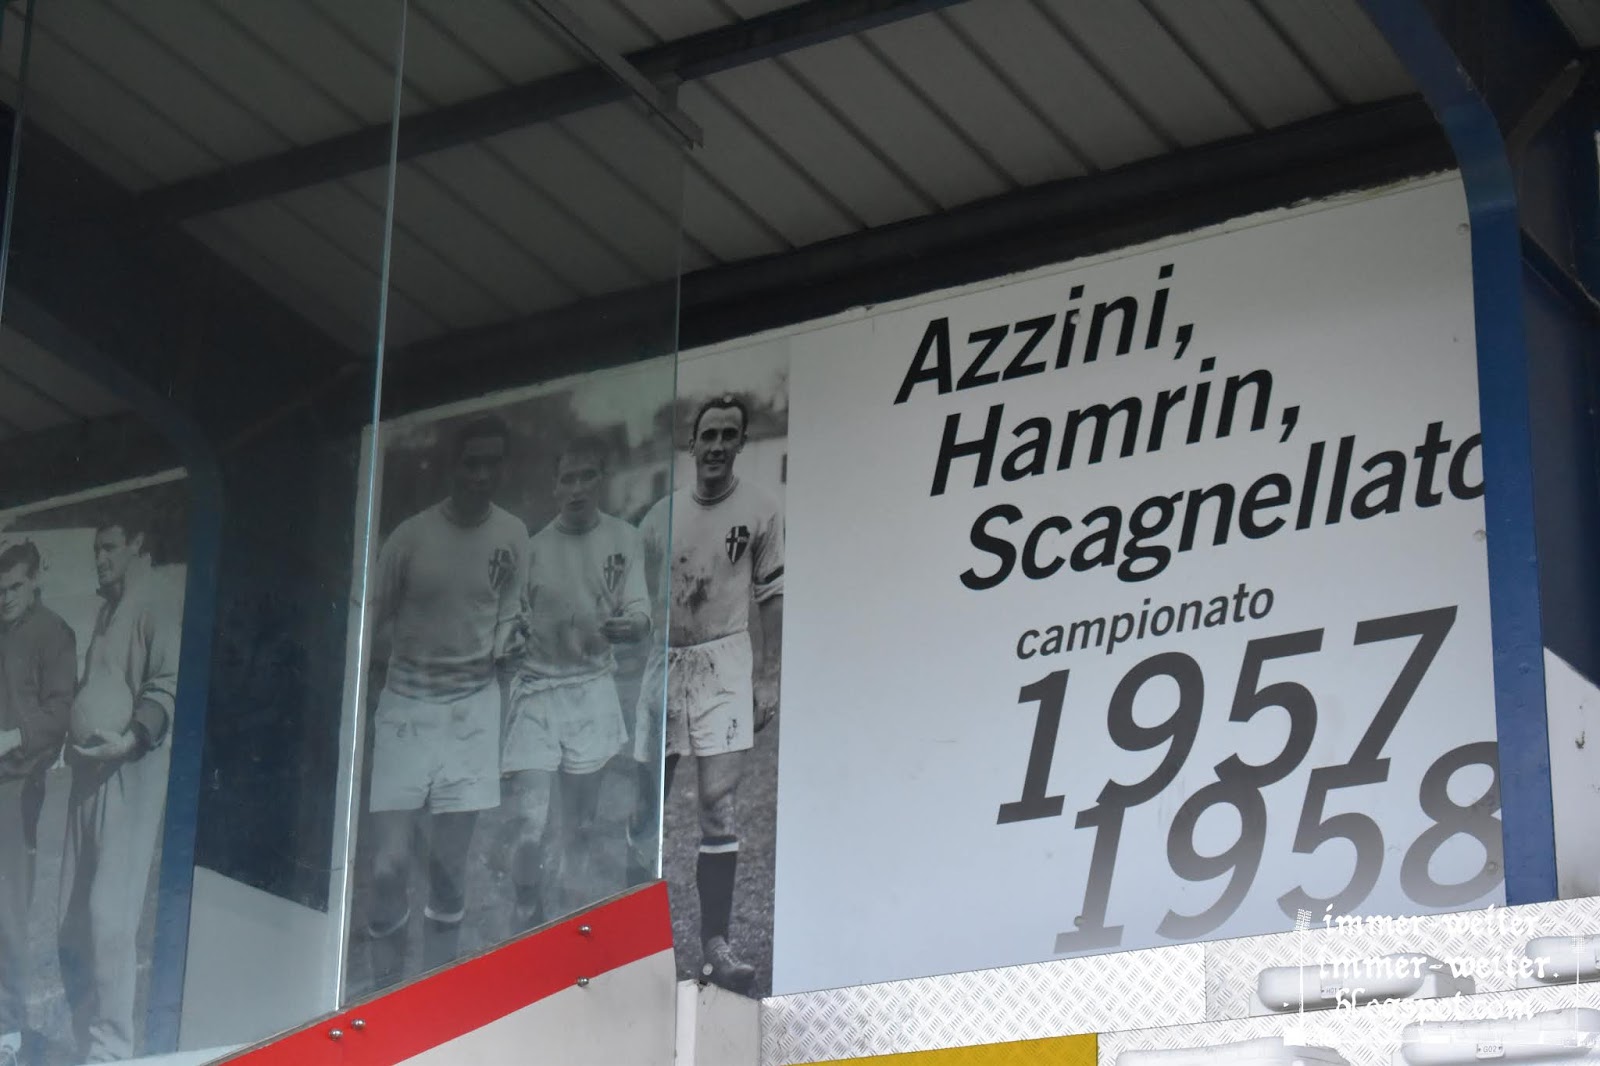 Azzini,
Hamrin,
Scagnellato
campionato
1957
1958
immer-weiter
immer-weiter.
blogspot.com